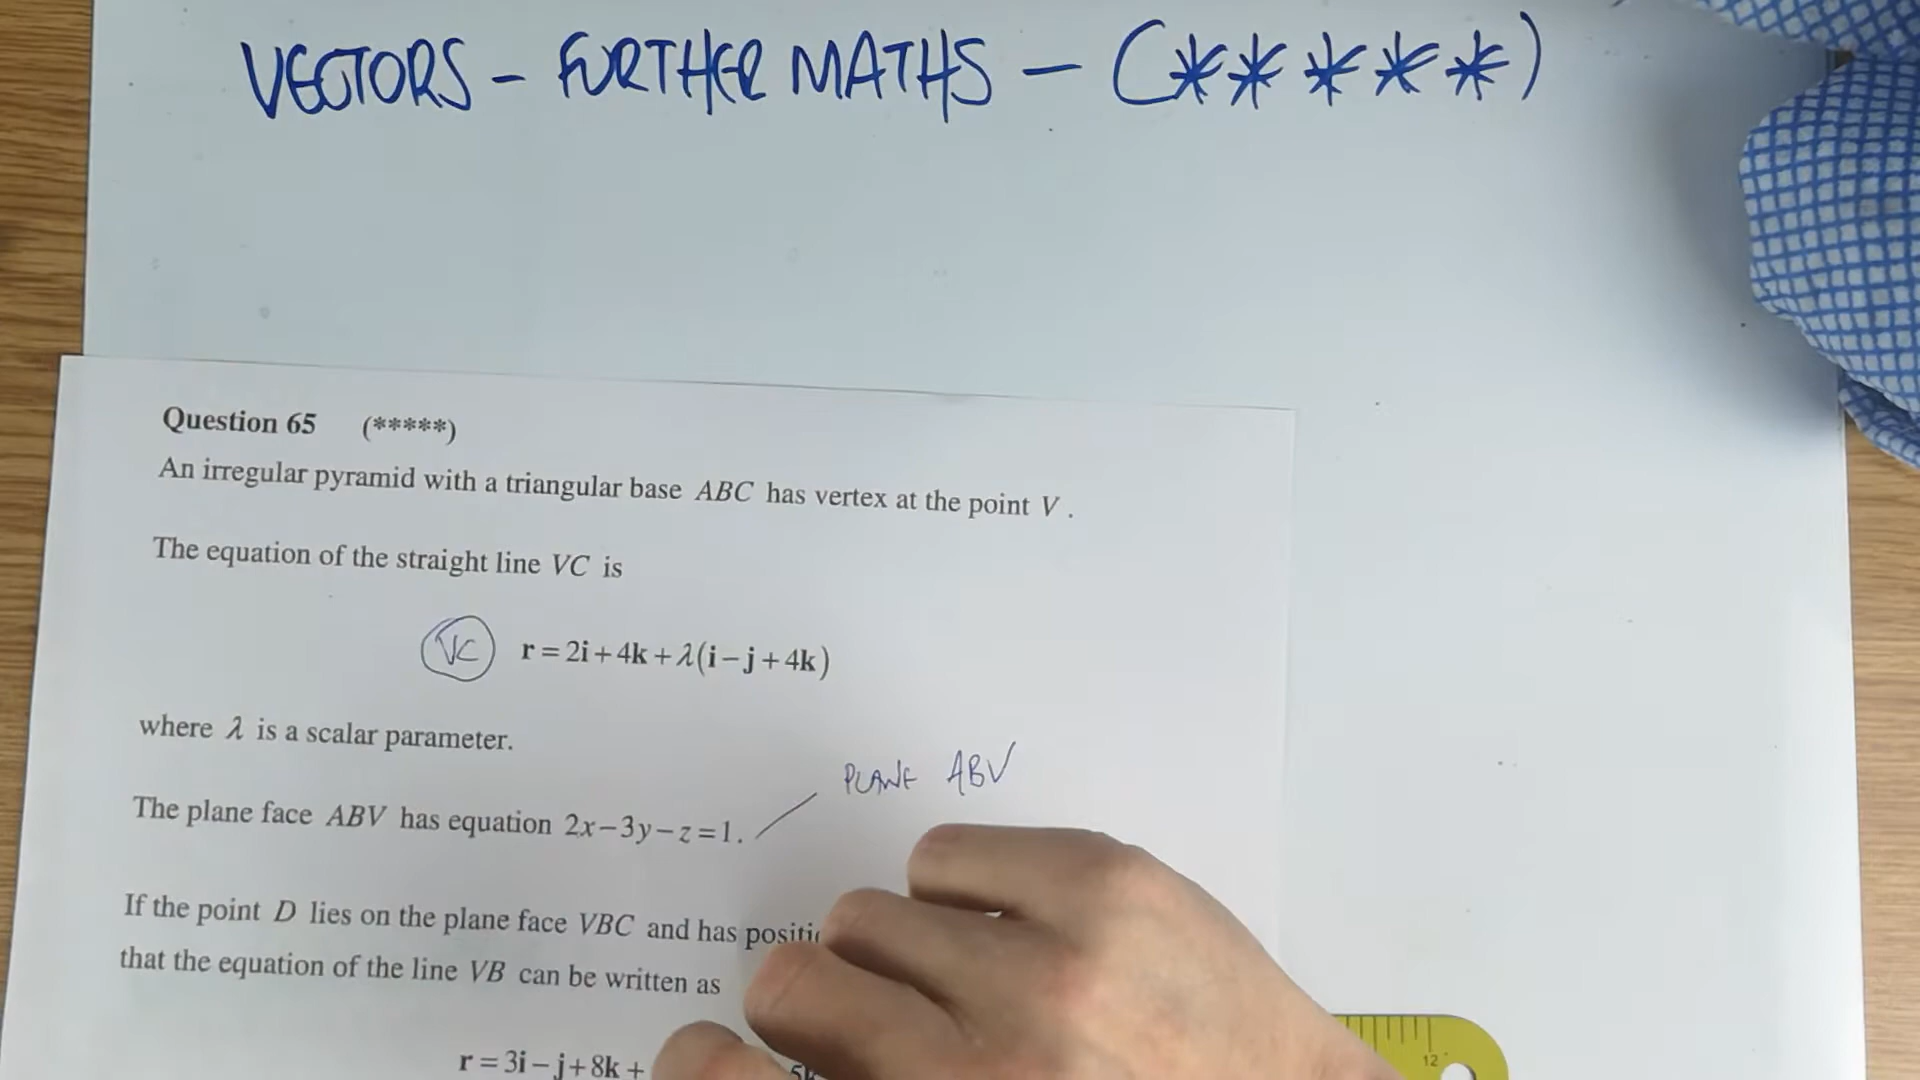 VECTORS - FURTHER MATHS - (*****)
Question 65 (*****)
An irregular pyramid with a triangular base ABC has vertex at the point V.
The equation of the straight line VC is
VC r = 2i + 4k + λ(i − j + 4k)
where λ is a scalar parameter.
PLANE ABV
The plane face ABV has equation 2x − 3y − z = 1.
If the point D lies on the plane face VBC and has
that the equation of the line VB can be written as
r = 3i − j + 8k +
12